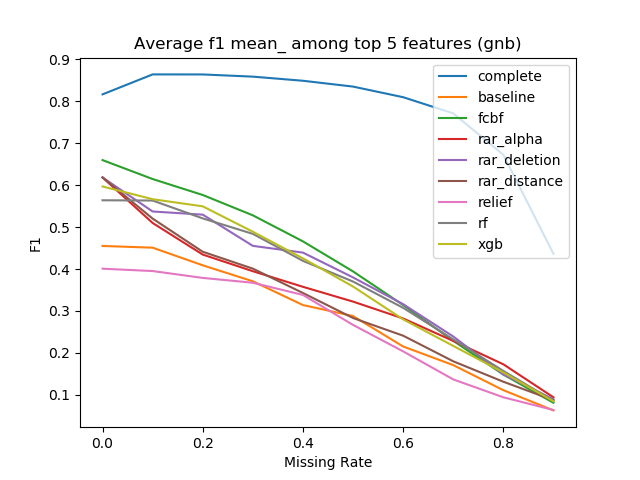 Average f1 mean_ among top 5 features (gnb)
F1
0.9
0.8
0.7
0.6
0.5
0.4
0.3
0.2
0.1
complete
baseline
fcbf
rar_alpha
rar_deletion
rar_distance
relief
rf
xgb
0.0 0.2 0.4 0.6 0.8
Missing Rate